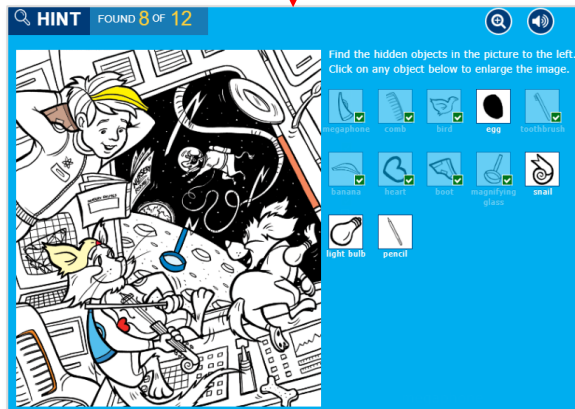 HINT FOUND 8 OF 12
Find the hidden objects in the picture to the left.
Click on any object below to enlarge the image.
megaphone comb bird egg toothbrush
banana heart boot magnifying glass snail
light bulb pencil